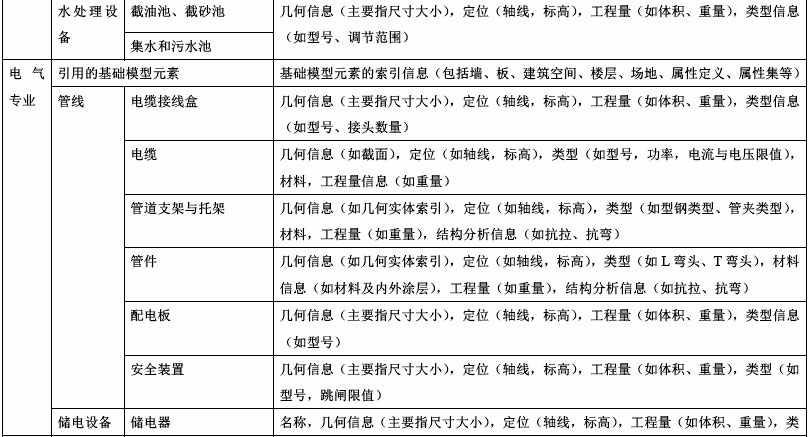 水处理设备
截油池、截砂池
几何信息（主要指尺寸大小），定位（轴线，标高），工程量（如体积、重量），类型信息
（如型号、调节范围）
集水和污水池
电气专业
引用的基础模型元素
基础模型元素的索引信息（包括墙、板、建筑空间、楼层、场地、属性定义、属性集等）
管线
电缆接线盒
几何信息（主要指尺寸大小），定位（轴线，标高），工程量（如体积、重量），类型信息
（如型号、接头数量）
电缆
几何信息（如截面），定位（如轴线，标高），类型（如型号，功率，电流与电压限值），
材料，工程量信息（如重量）
管道支架与托架
几何信息（如几何实体索引），定位（如轴线，标高），类型（如型钢类型、管夹类型），
材料，工程量（如重量），结构分析信息（如抗拉、抗弯）
管件
几何信息（如几何实体索引），定位（如轴线，标高），类型（如 L 弯头、T 弯头），材料
信息（如材料及内外涂层），工程量（如重量），结构分析信息（如抗拉、抗弯）
配电板
几何信息（主要指尺寸大小），定位（轴线，标高），工程量（如体积、重量），类型信息
（如型号）
安全装置
几何信息（主要指尺寸大小），定位（轴线，标高），工程量（如体积、重量），类型（如
型号，跳闸限值）
储电设备
储电器
名称，几何信息（主要指尺寸大小），定位（轴线，标高），工程量（如体积、重量），类